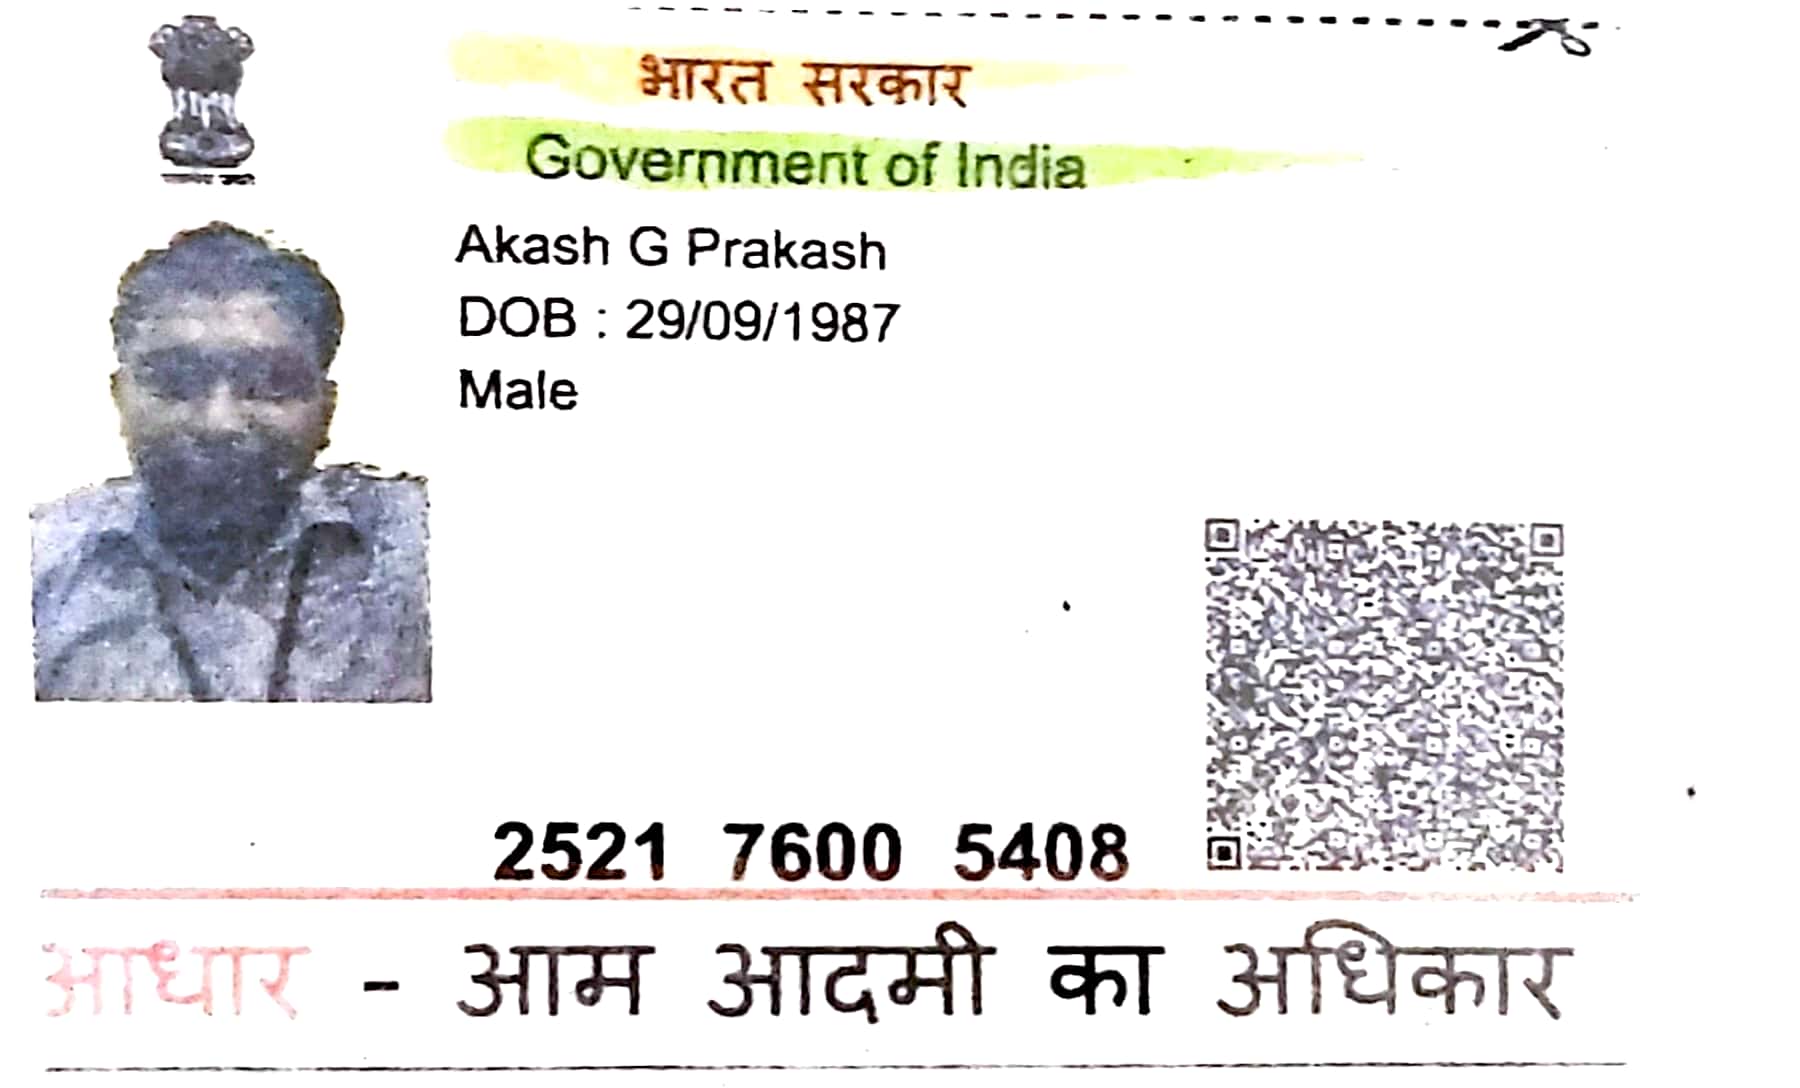 भारत सरकार
Government of India
Akash G Prakash
DOB : 29/09/1987
Male
2521 7600 5408
आधार - आम आदमी का अधिकार